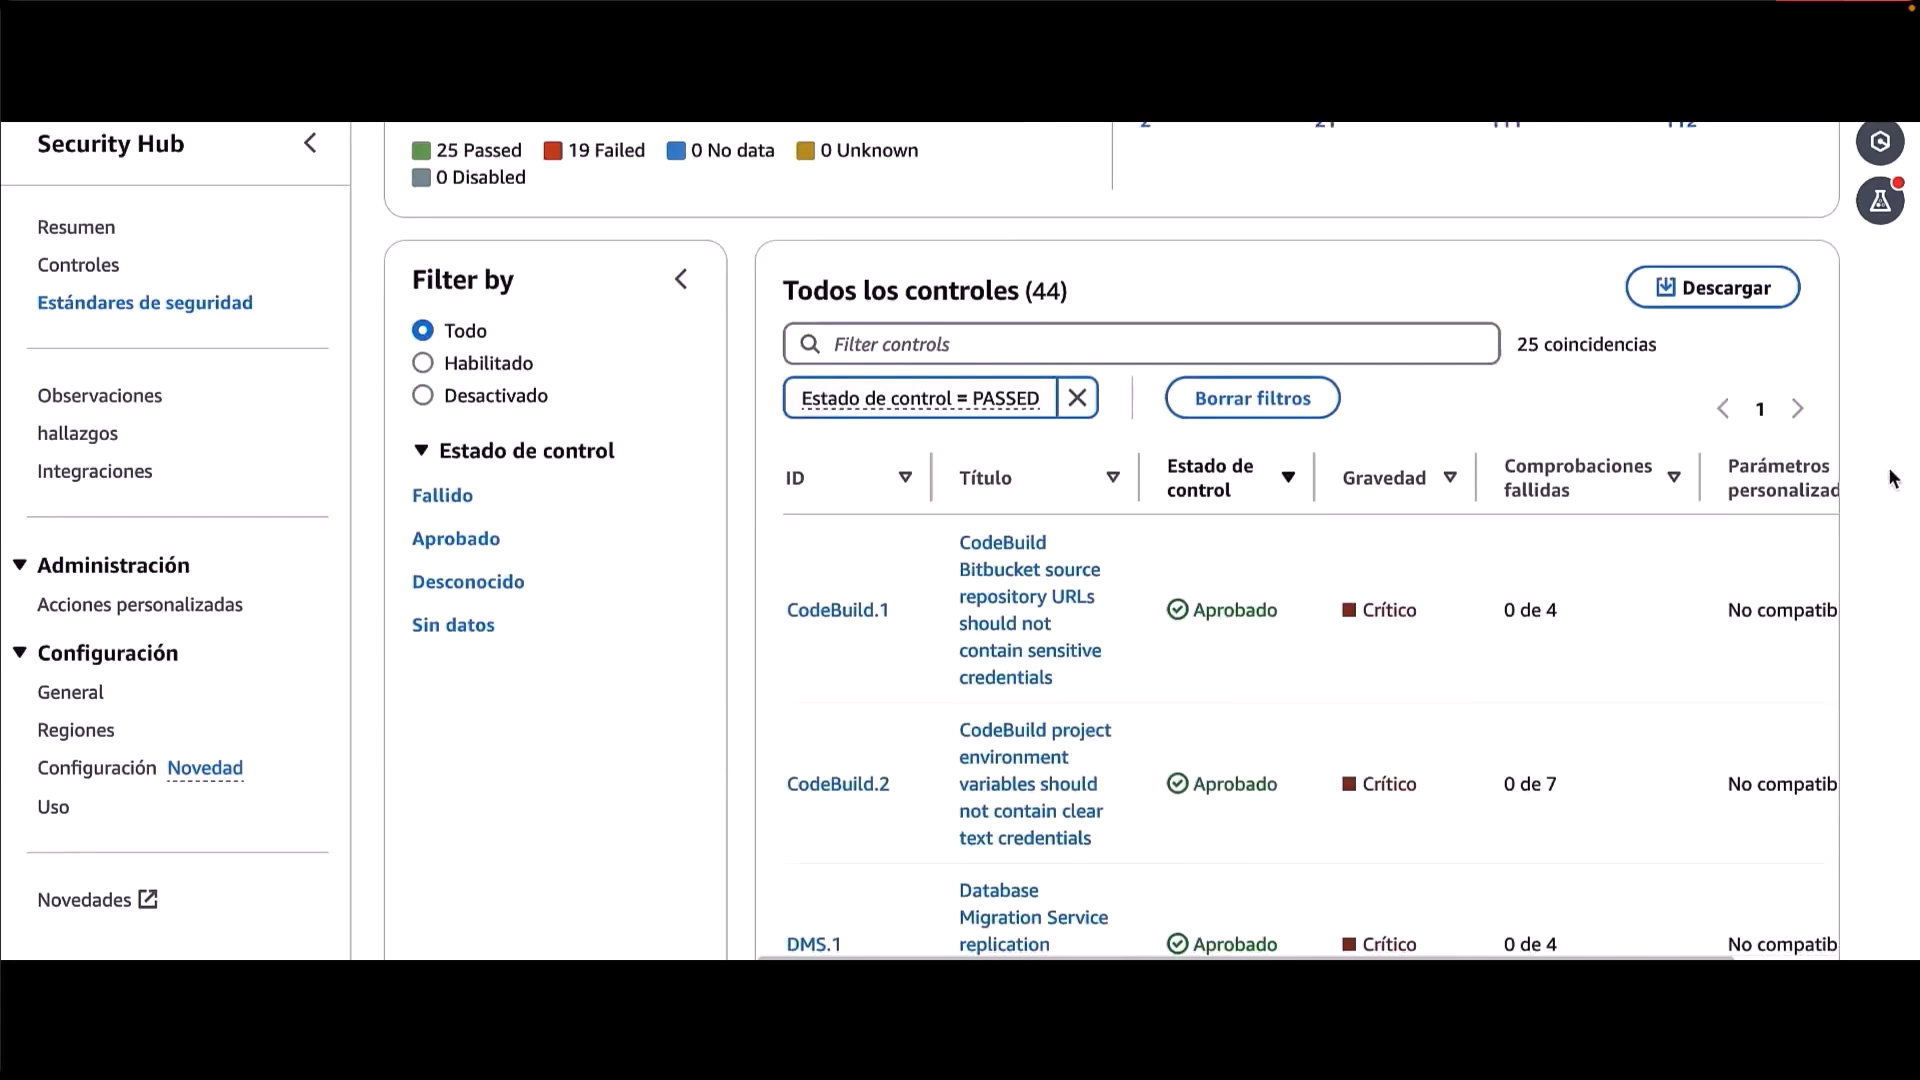 Security Hub
Resumen
Controles
Estándares de seguridad
Observaciones
hallazgos
Integraciones
Administración
Acciones personalizadas
Configuración
General
Regiones
Configuración Novedad
Uso
Novedades
25 Passed 19 Failed 0 No data 0 Unknown
0 Disabled
Filter by
Todo
Habilitado
Desactivado
Estado de control
Fallido
Aprobado
Desconocido
Sin datos
Todos los controles (44)
Descargar
Filter controls
25 coincidencias
Estado de control = PASSED
Borrar filtros
1
ID
Título
Estado de
control
Gravedad
Comprobaciones
fallidas
Parámetros
personalizad
CodeBuild.1
CodeBuild
Bitbucket source
repository URLs
should not
contain sensitive
credentials
Aprobado
Crítico
0 de 4
No compatib
CodeBuild.2
CodeBuild project
environment
variables should
not contain clear
text credentials
Aprobado
Crítico
0 de 7
No compatib
DMS.1
Database
Migration Service
replication
Aprobado
Crítico
0 de 4
No compatib